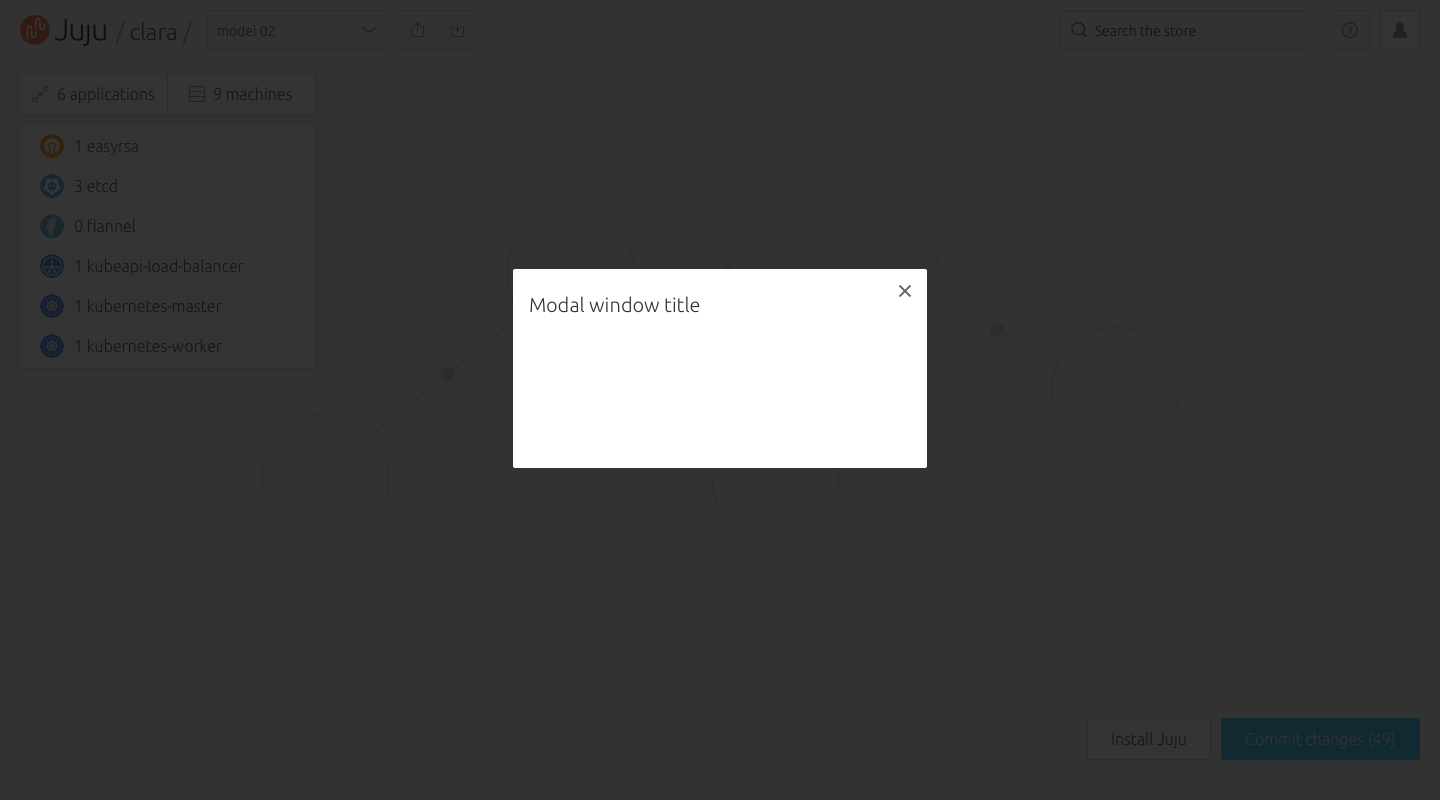 Juju / clara /
model 02
Search the store
6 applications
9 machines
1 easyrsa
3 etcd
0 flannel
1 kubeapi-load-balancer
1 kubernetes-master
1 kubernetes-worker
Modal window title
Install Juju
Commit changes (49)